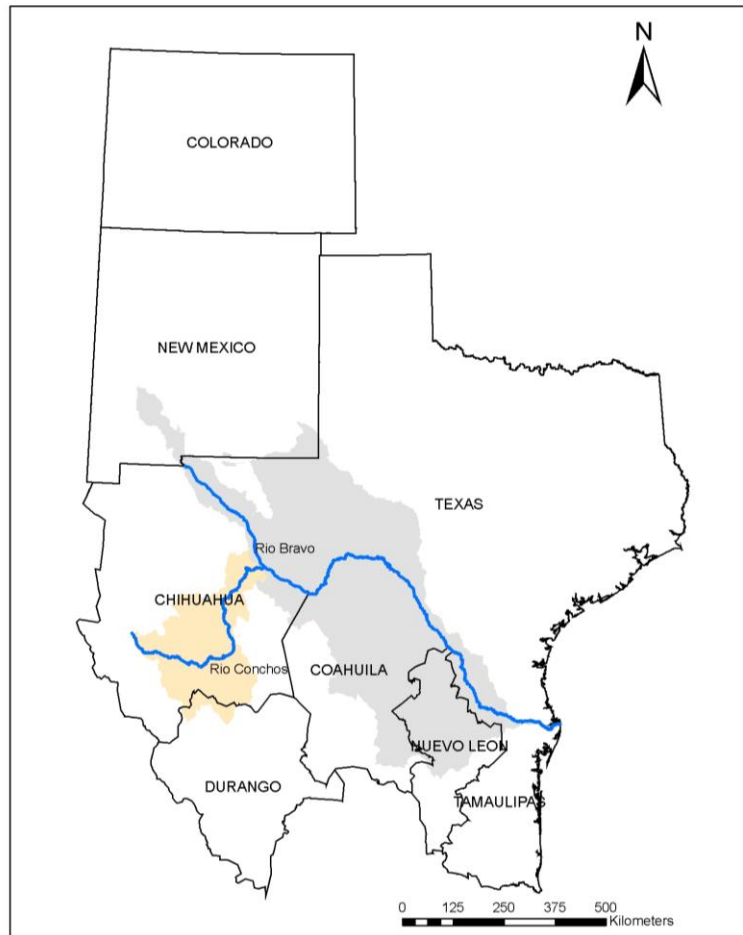 N
COLORADO
NEW MEXICO
TEXAS
Rio Bravo
CHIHUAHUA
Rio Conchos
COAHUILA
NUEVO LEON
DURANGO
TAMAULIPAS
0 125 250 375 500
Kilometers